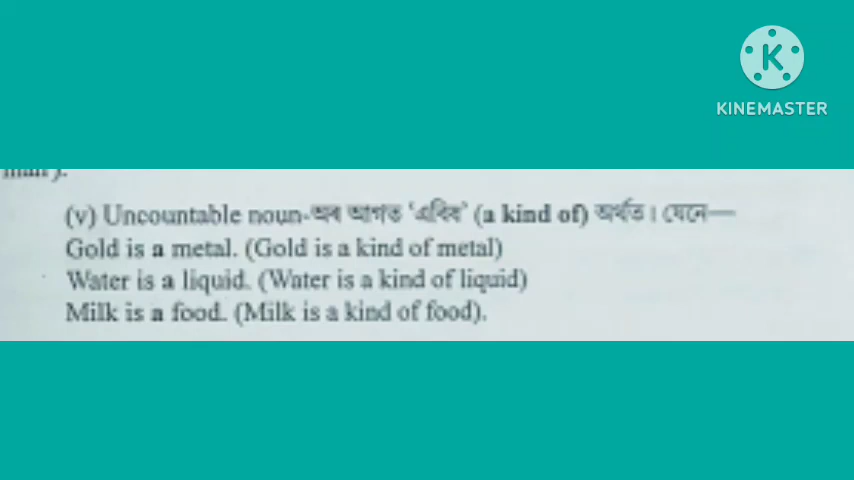 KINEMASTER
man ).
(v) Uncountable noun-অৰ আগত ‘এবিধ’ (a kind of) অৰ্থত। যেনে—
Gold is a metal. (Gold is a kind of metal)
Water is a liquid. (Water is a kind of liquid)
Milk is a food. (Milk is a kind of food).